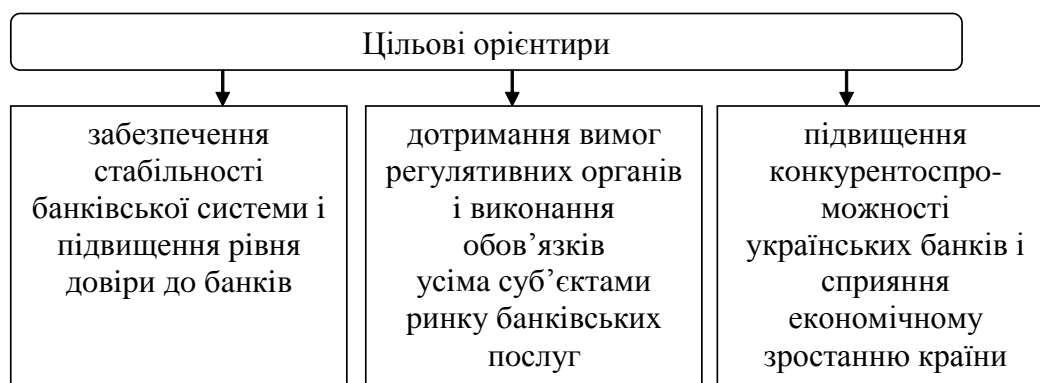 Цільові орієнтири
забезпечення
стабільності
банківської системи і
підвищення рівня
довіри до банків
дотримання вимог
регулятивних органів
і виконання
обов’язків
усіма суб’єктами
ринку банківських
послуг
підвищення
конкурентоспро-
можності
українських банків і
сприяння
економічному
зростанню країни